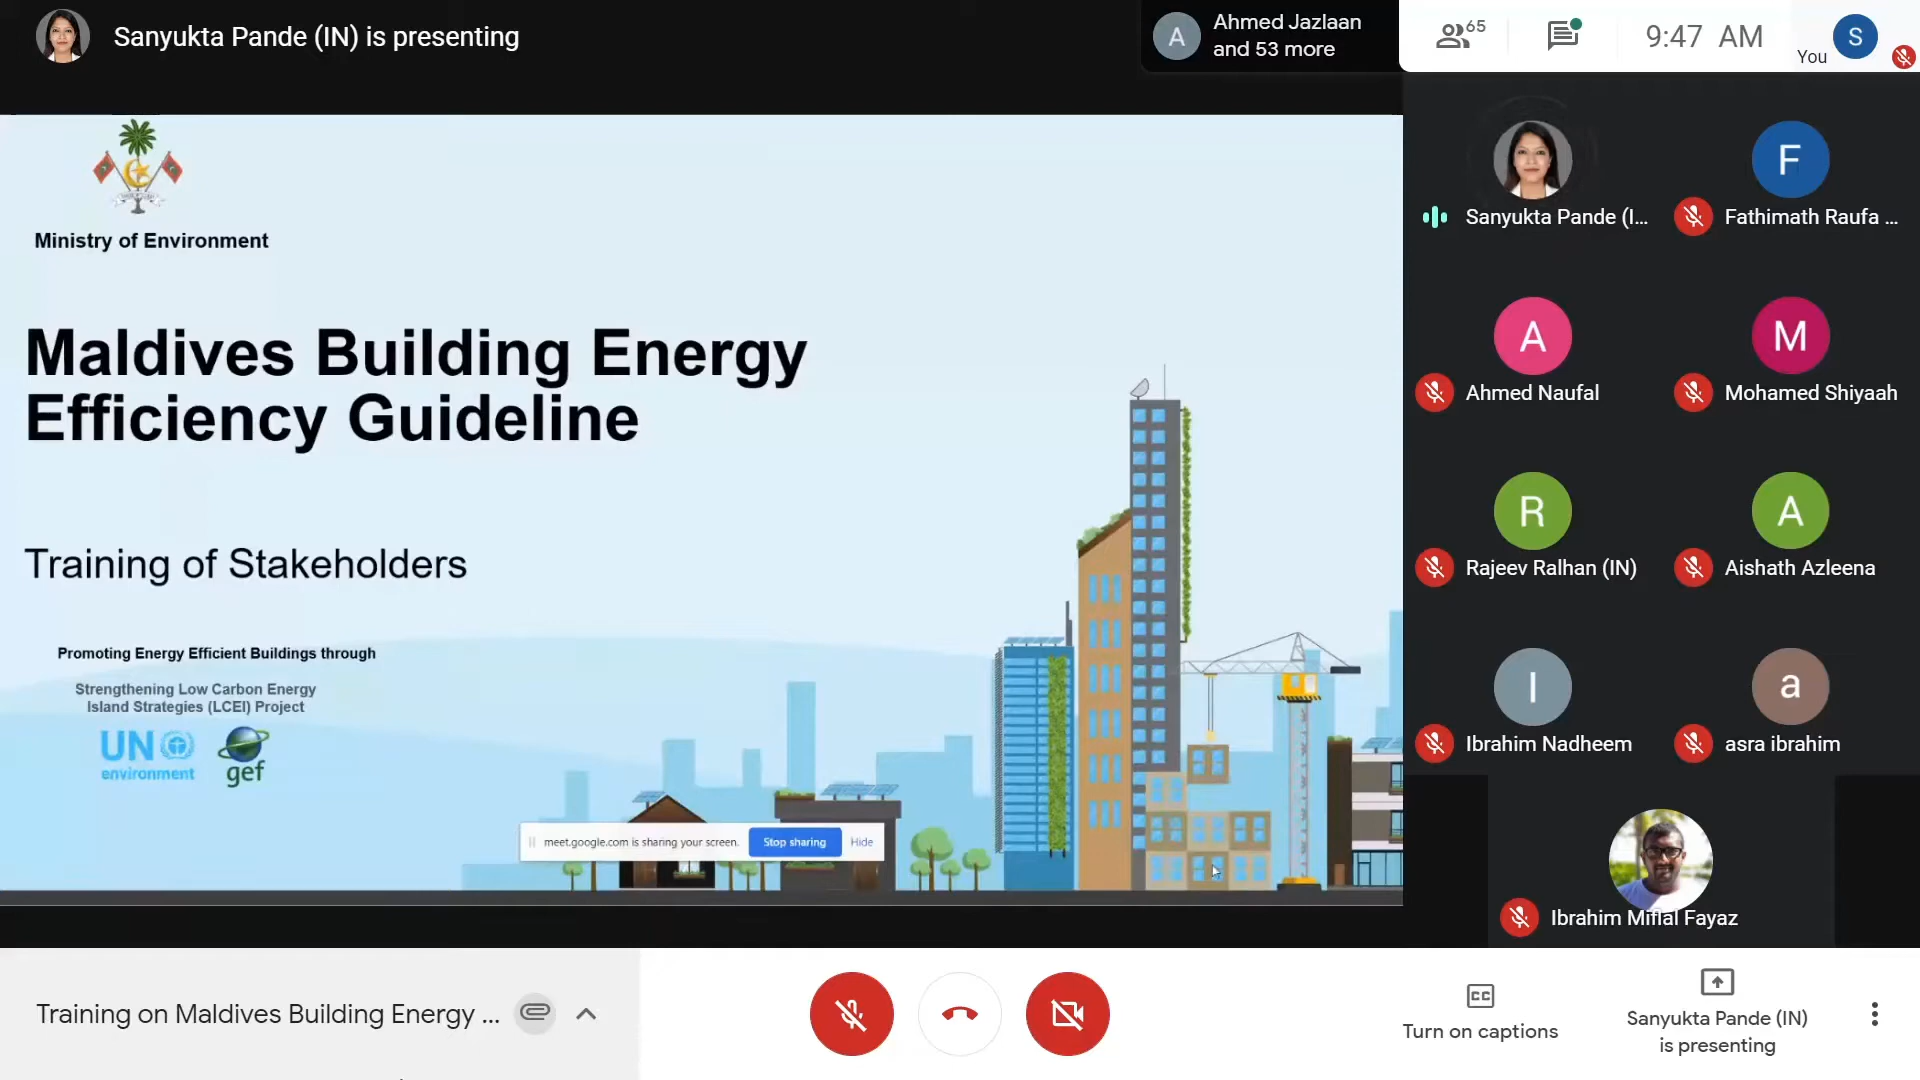 Sanyukta Pande (IN) is presenting
A
Ahmed Jazlaan
and 53 more
65
9:47 AM
You
S
Ministry of Environment
Maldives Building Energy
Efficiency Guideline
Training of Stakeholders
Promoting Energy Efficient Buildings through
Strengthening Low Carbon Energy
Island Strategies (LCEI) Project
UN
environment
gef
meet.google.com is sharing your screen.
Stop sharing
Hide
Sanyukta Pande (I...
F
Fathimath Raufa ...
A
Ahmed Naufal
M
Mohamed Shiyaah
R
Rajeev Ralhan (IN)
A
Aishath Azleena
I
Ibrahim Nadheem
a
asra ibrahim
Ibrahim Miflal Fayaz
Training on Maldives Building Energy ...
CC
Turn on captions
Sanyukta Pande (IN)
is presenting